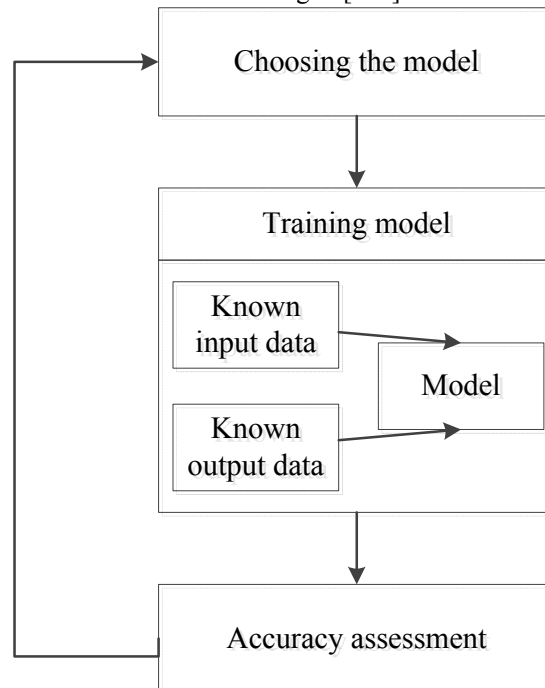 Choosing the model
Training model
Known
input data
Model
Known
output data
Accuracy assessment